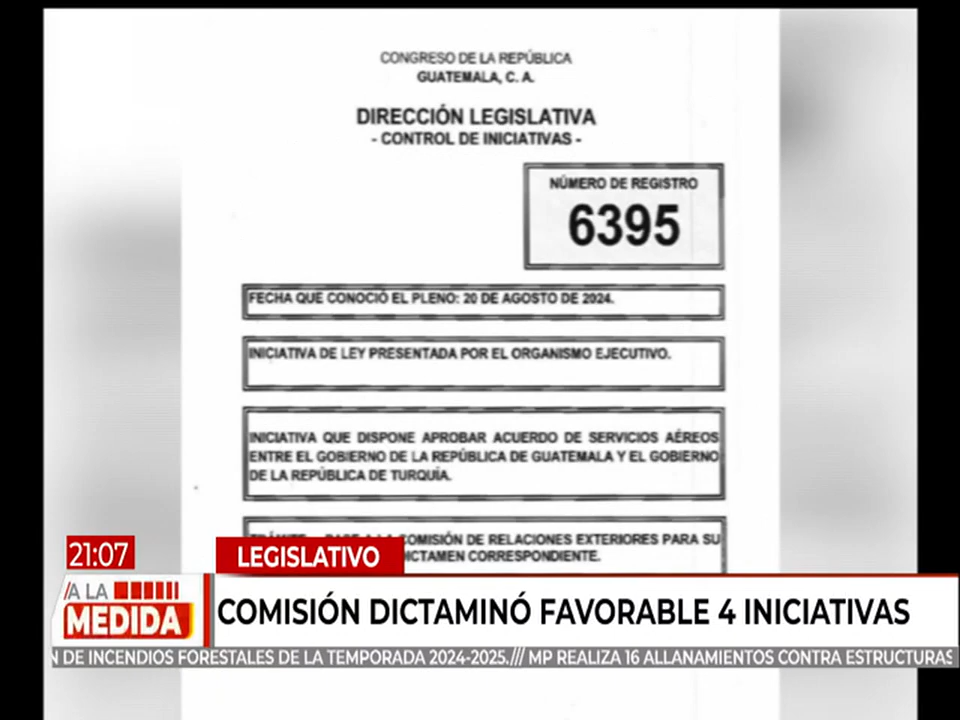 CONGRESO DE LA REPÚBLICA
GUATEMALA, C. A.
DIRECCIÓN LEGISLATIVA
- CONTROL DE INICIATIVAS -
NÚMERO DE REGISTRO
6395
FECHA QUE CONOCIÓ EL PLENO: 20 DE AGOSTO DE 2024.
INICIATIVA DE LEY PRESENTADA POR EL ORGANISMO EJECUTIVO.
INICIATIVA QUE DISPONE APROBAR ACUERDO DE SERVICIOS AÉREOS
ENTRE EL GOBIERNO DE LA REPÚBLICA DE GUATEMALA Y EL GOBIERNO
DE LA REPÚBLICA DE TURQUÍA.
COMISIÓN DE RELACIONES EXTERIORES PARA SU
DICTAMEN CORRESPONDIENTE.
21:07
LEGISLATIVO
/A LA
MEDIDA
COMISIÓN DICTAMINÓ FAVORABLE 4 INICIATIVAS
N DE INCENDIOS FORESTALES DE LA TEMPORADA 2024-2025./// MP REALIZA 16 ALLANAMIENTOS CONTRA ESTRUCTURAS